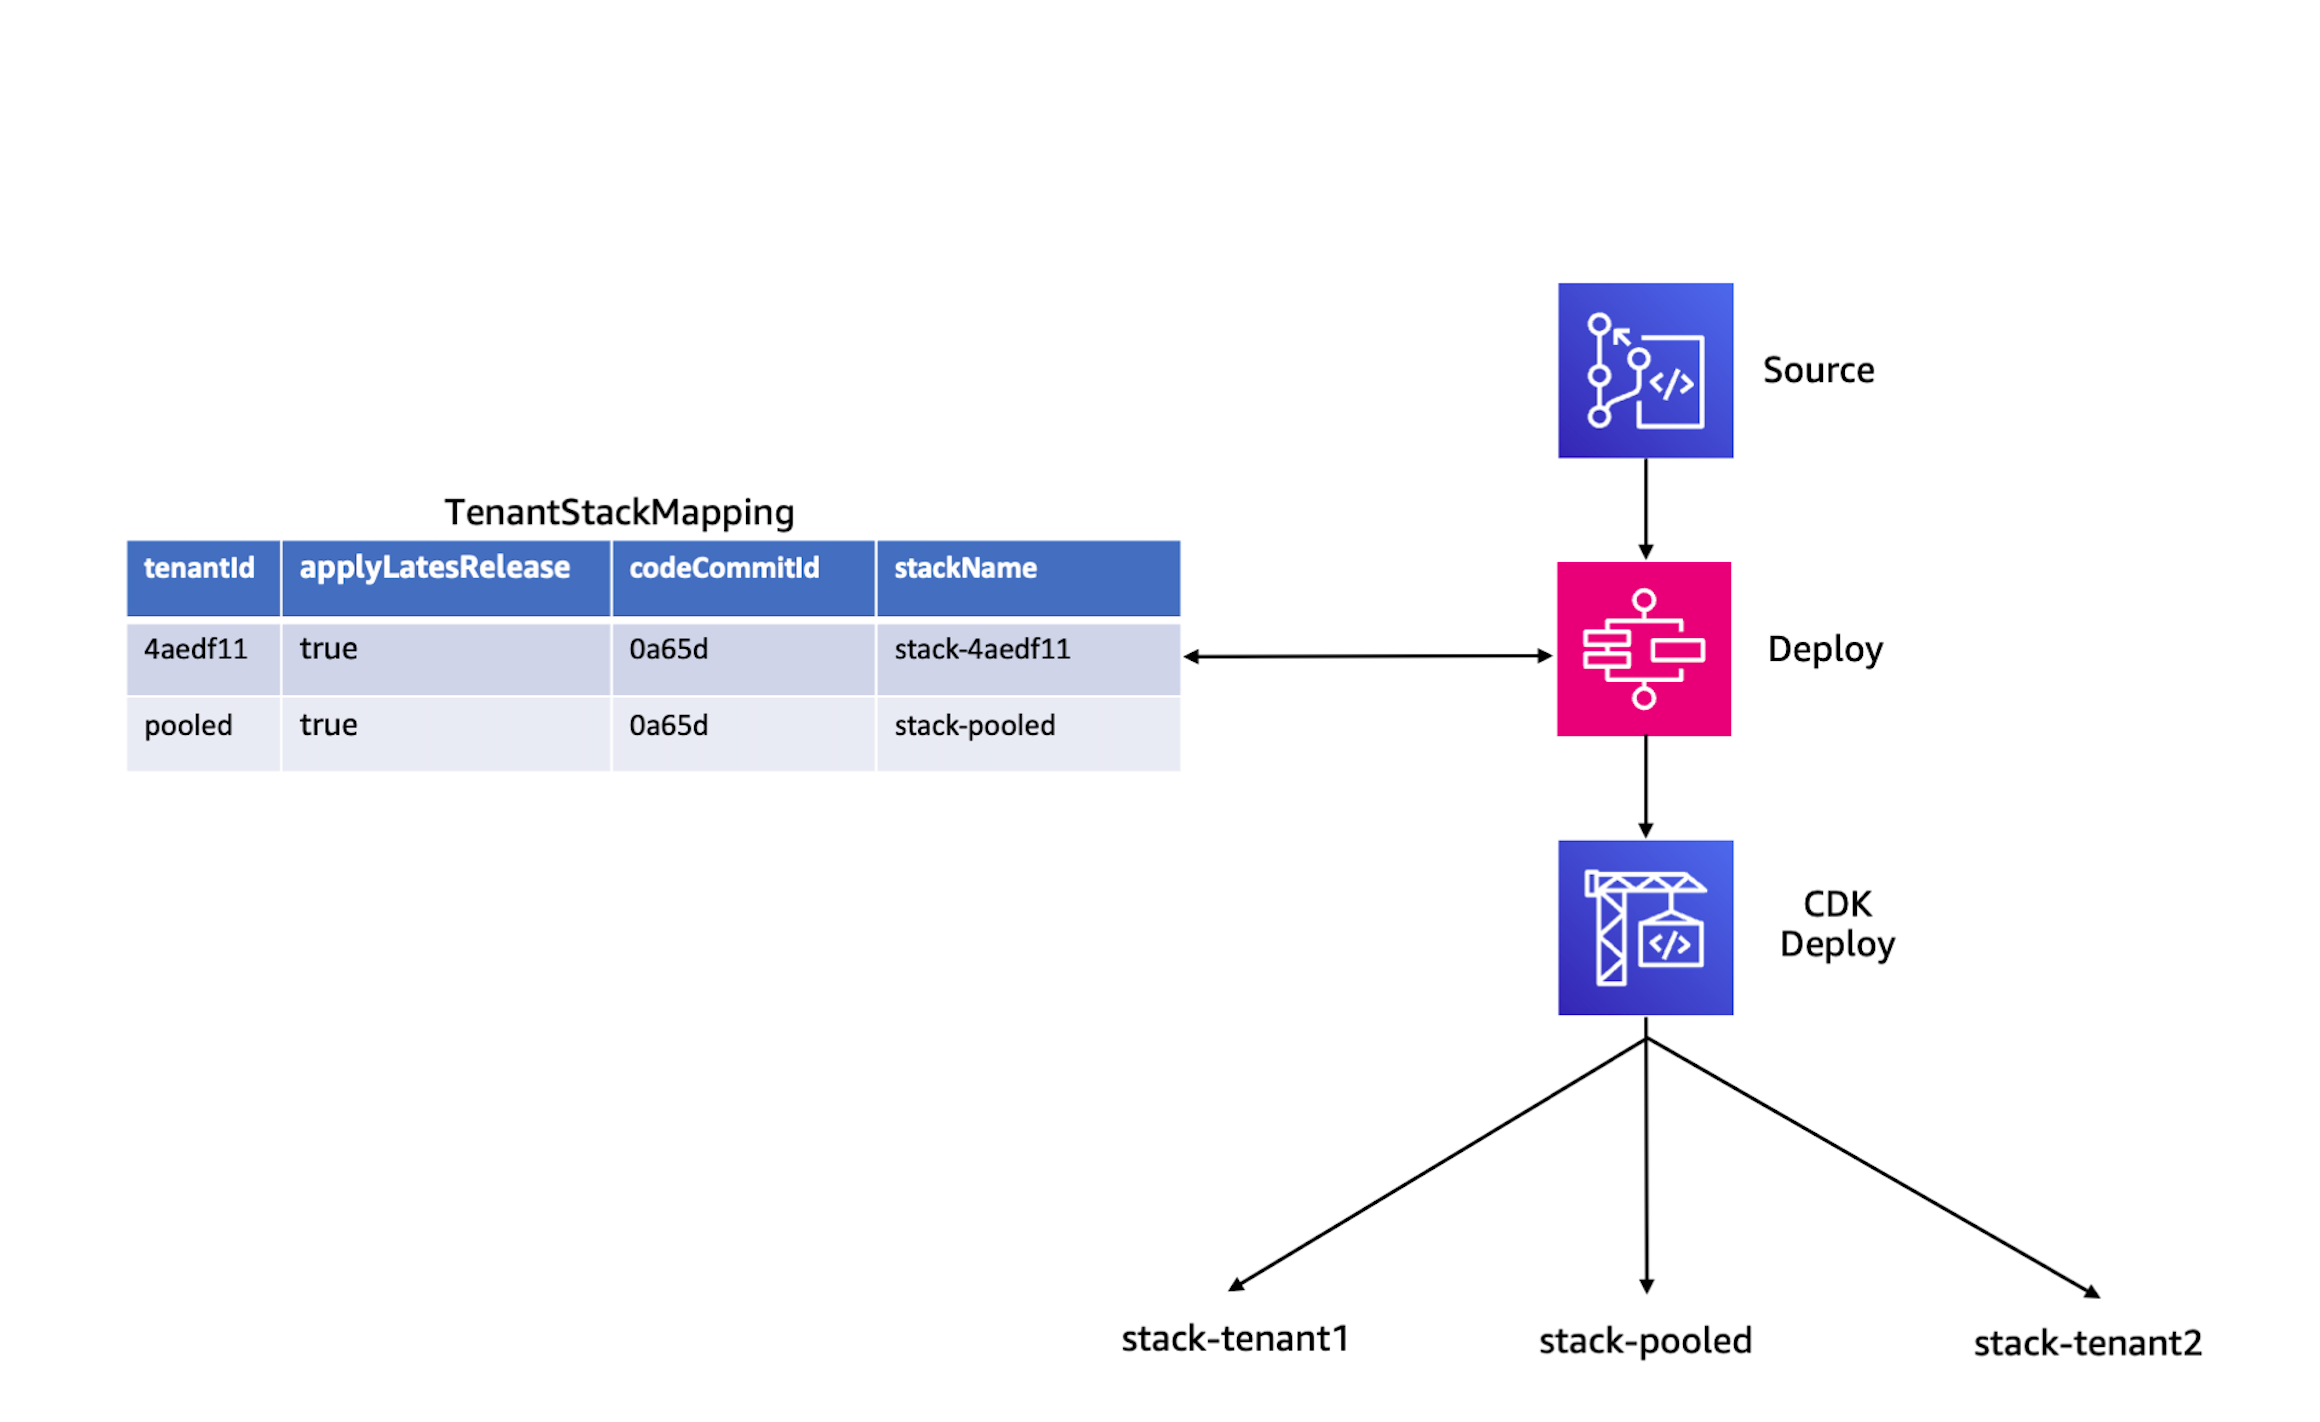 Source
TenantStackMapping
tenantId applyLatesRelease codeCommitId stackName
4aedf11 true 0a65d stack-4aedf11
pooled true 0a65d stack-pooled
Deploy
CDK
Deploy
stack-tenant1 stack-pooled stack-tenant2